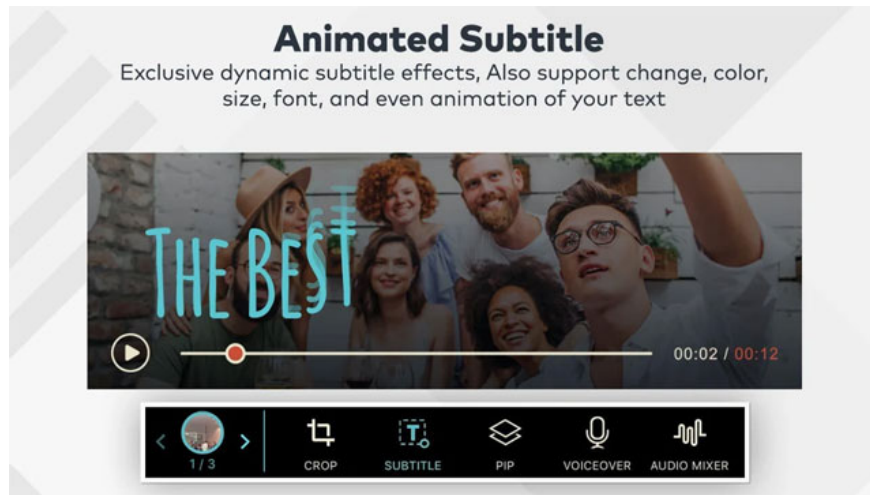 Animated Subtitle
Exclusive dynamic subtitle effects, Also support change, color,
size, font, and even animation of your text
THE BEST
00:02 / 00:12
1 / 3
CROP
T
SUBTITLE
PIP
VOICEOVER
AUDIO MIXER